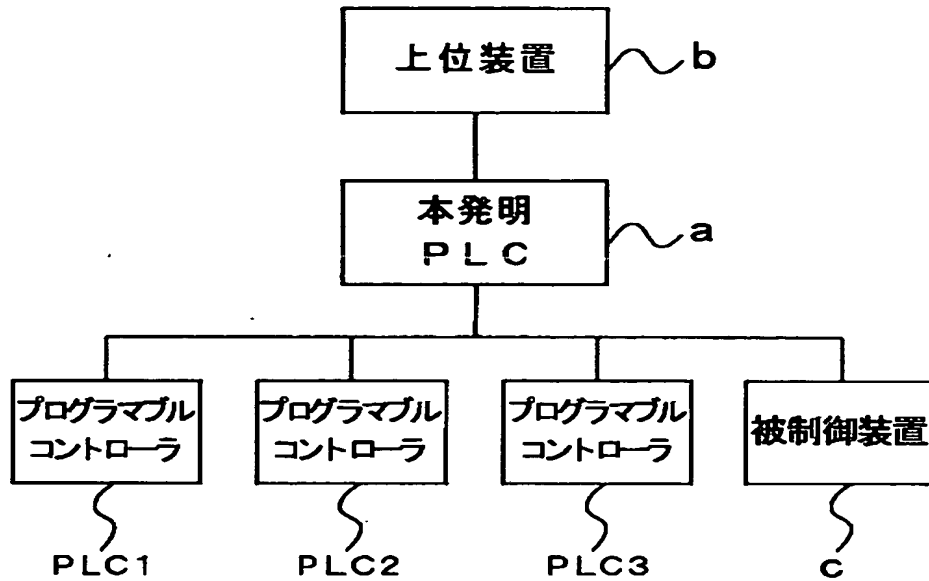 上位装置
b
本発明
PLC
a
プログラマブル
コントローラ
プログラマブル
コントローラ
プログラマブル
コントローラ
被制御装置
PLC1
PLC2
PLC3
c